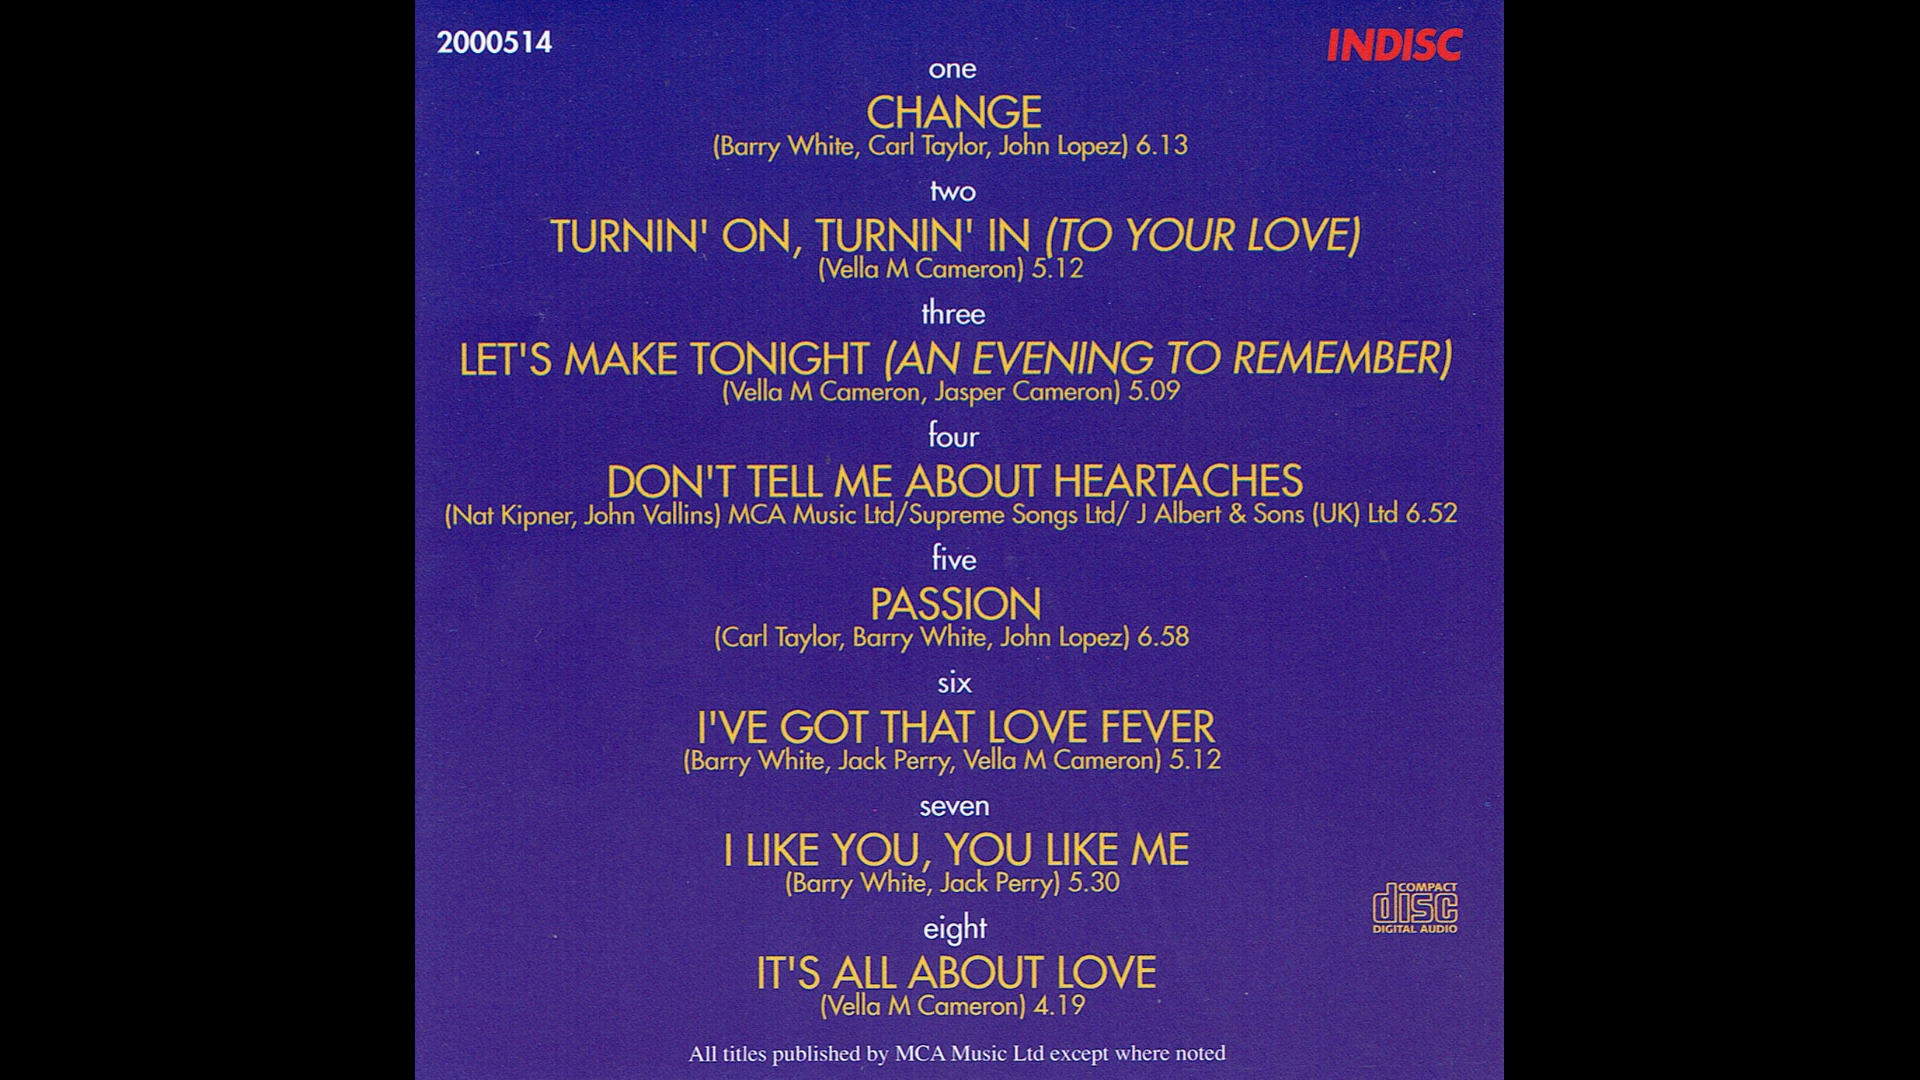 2000514
INDISC
one
CHANGE
(Barry White, Carl Taylor, John Lopez) 6.13
two
TURNIN' ON, TURNIN' IN (TO YOUR LOVE)
(Vella M Cameron) 5.12
three
LET'S MAKE TONIGHT (AN EVENING TO REMEMBER)
(Vella M Cameron, Jasper Cameron) 5.09
four
DON'T TELL ME ABOUT HEARTACHES
(Nat Kipner, John Vallins) MCA Music Ltd/Supreme Songs Ltd/ J Albert & Sons (UK) Ltd 6.52
five
PASSION
(Carl Taylor, Barry White, John Lopez) 6.58
six
I'VE GOT THAT LOVE FEVER
(Barry White, Jack Perry, Vella M Cameron) 5.12
seven
I LIKE YOU, YOU LIKE ME
(Barry White, Jack Perry) 5.30
COMPACT
disc
DIGITAL AUDIO
eight
IT'S ALL ABOUT LOVE
(Vella M Cameron) 4.19
All titles published by MCA Music Ltd except where noted